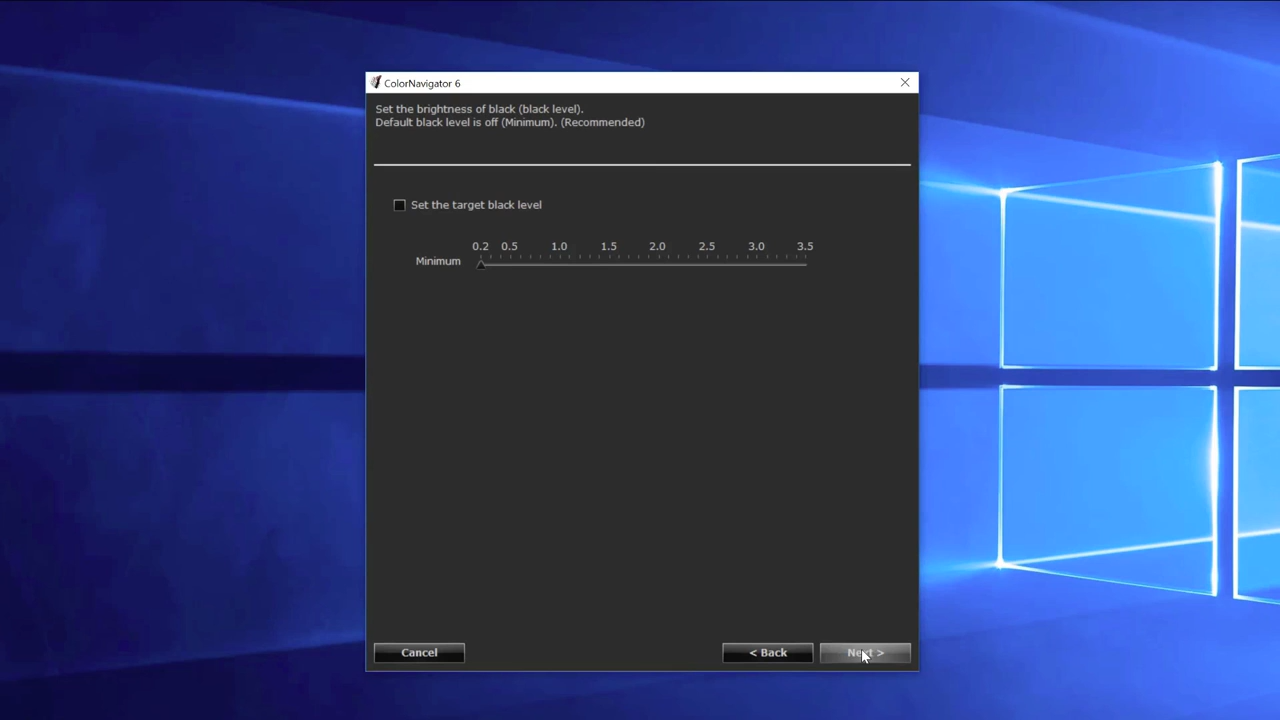 ColorNavigator 6
Set the brightness of black (black level).
Default black level is off (Minimum). (Recommended)
Set the target black level
0.2 0.5 1.0 1.5 2.0 2.5 3.0 3.5
Minimum
Cancel
< Back
Next >